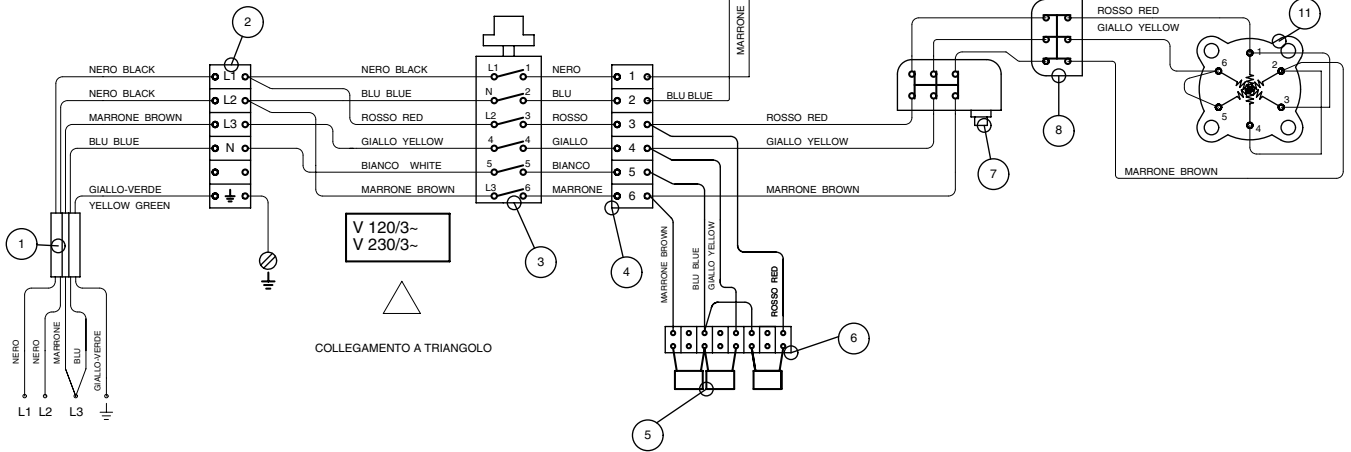 MARRONE
ROSSO RED
GIALLO YELLOW
11
2
1
6
2
5
3
4
8
NERO BLACK
L1
NERO BLACK
L1
1
NERO
1
NERO BLACK
L2
BLU BLUE
N
2
BLU
2
BLU BLUE
MARRONE BROWN
L3
ROSSO RED
L2
3
ROSSO
3
ROSSO RED
BLU BLUE
N
GIALLO YELLOW
4
4
GIALLO
4
GIALLO YELLOW
BIANCO WHITE
5
5
BIANCO
5
GIALLO-VERDE
YELLOW GREEN
MARRONE BROWN
L3
6
MARRONE
6
MARRONE BROWN
MARRONE BROWN
7
1
V 120/3~
V 230/3~
3
4
MARRONE BROWN
BLU BLUE
GIALLO YELLOW
ROSSO RED
COLLEGAMENTO A TRIANGOLO
6
5
NERO
NERO
MARRONE
BLU
GIALLO-VERDE
L1 L2 L3